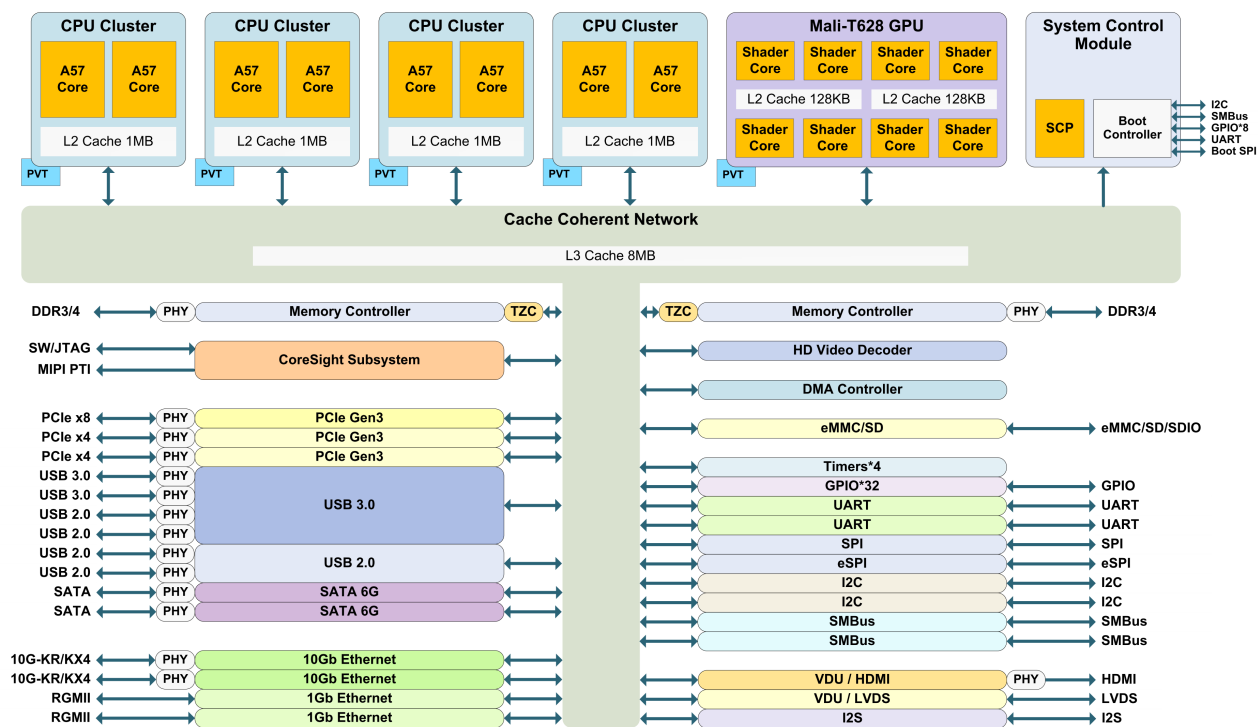 CPU Cluster
A57
Core
A57
Core
L2 Cache 1MB
PVT
CPU Cluster
A57
Core
A57
Core
L2 Cache 1MB
PVT
CPU Cluster
A57
Core
A57
Core
L2 Cache 1MB
PVT
CPU Cluster
A57
Core
A57
Core
L2 Cache 1MB
PVT
Mali-T628 GPU
Shader
Core
Shader
Core
Shader
Core
Shader
Core
L2 Cache 128KB
L2 Cache 128KB
Shader
Core
Shader
Core
Shader
Core
Shader
Core
PVT
System Control
Module
SCP
Boot
Controller
I2C
SMBus
GPIO*8
UART
Boot SPI
Cache Coherent Network
L3 Cache 8MB
DDR3/4 PHY Memory Controller TZC
SW/JTAG
MIPI PTI
CoreSight Subsystem
PCIe x8 PHY PCIe Gen3
PCIe x4 PHY PCIe Gen3
PCIe x4 PHY PCIe Gen3
USB 3.0 PHY
USB 3.0 PHY
USB 2.0 PHY
USB 2.0 PHY
USB 3.0
USB 2.0 PHY
USB 2.0 PHY
USB 2.0
SATA PHY SATA 6G
SATA PHY SATA 6G
10G-KR/KX4 PHY 10Gb Ethernet
10G-KR/KX4 PHY 10Gb Ethernet
RGMII 1Gb Ethernet
RGMII 1Gb Ethernet
TZC Memory Controller PHY DDR3/4
HD Video Decoder
DMA Controller
eMMC/SD eMMC/SD/SDIO
Timers*4
GPIO*32 GPIO
UART UART
UART UART
SPI SPI
eSPI eSPI
I2C I2C
I2C I2C
SMBus SMBus
SMBus SMBus
VDU / HDMI PHY HDMI
VDU / LVDS LVDS
I2S I2S